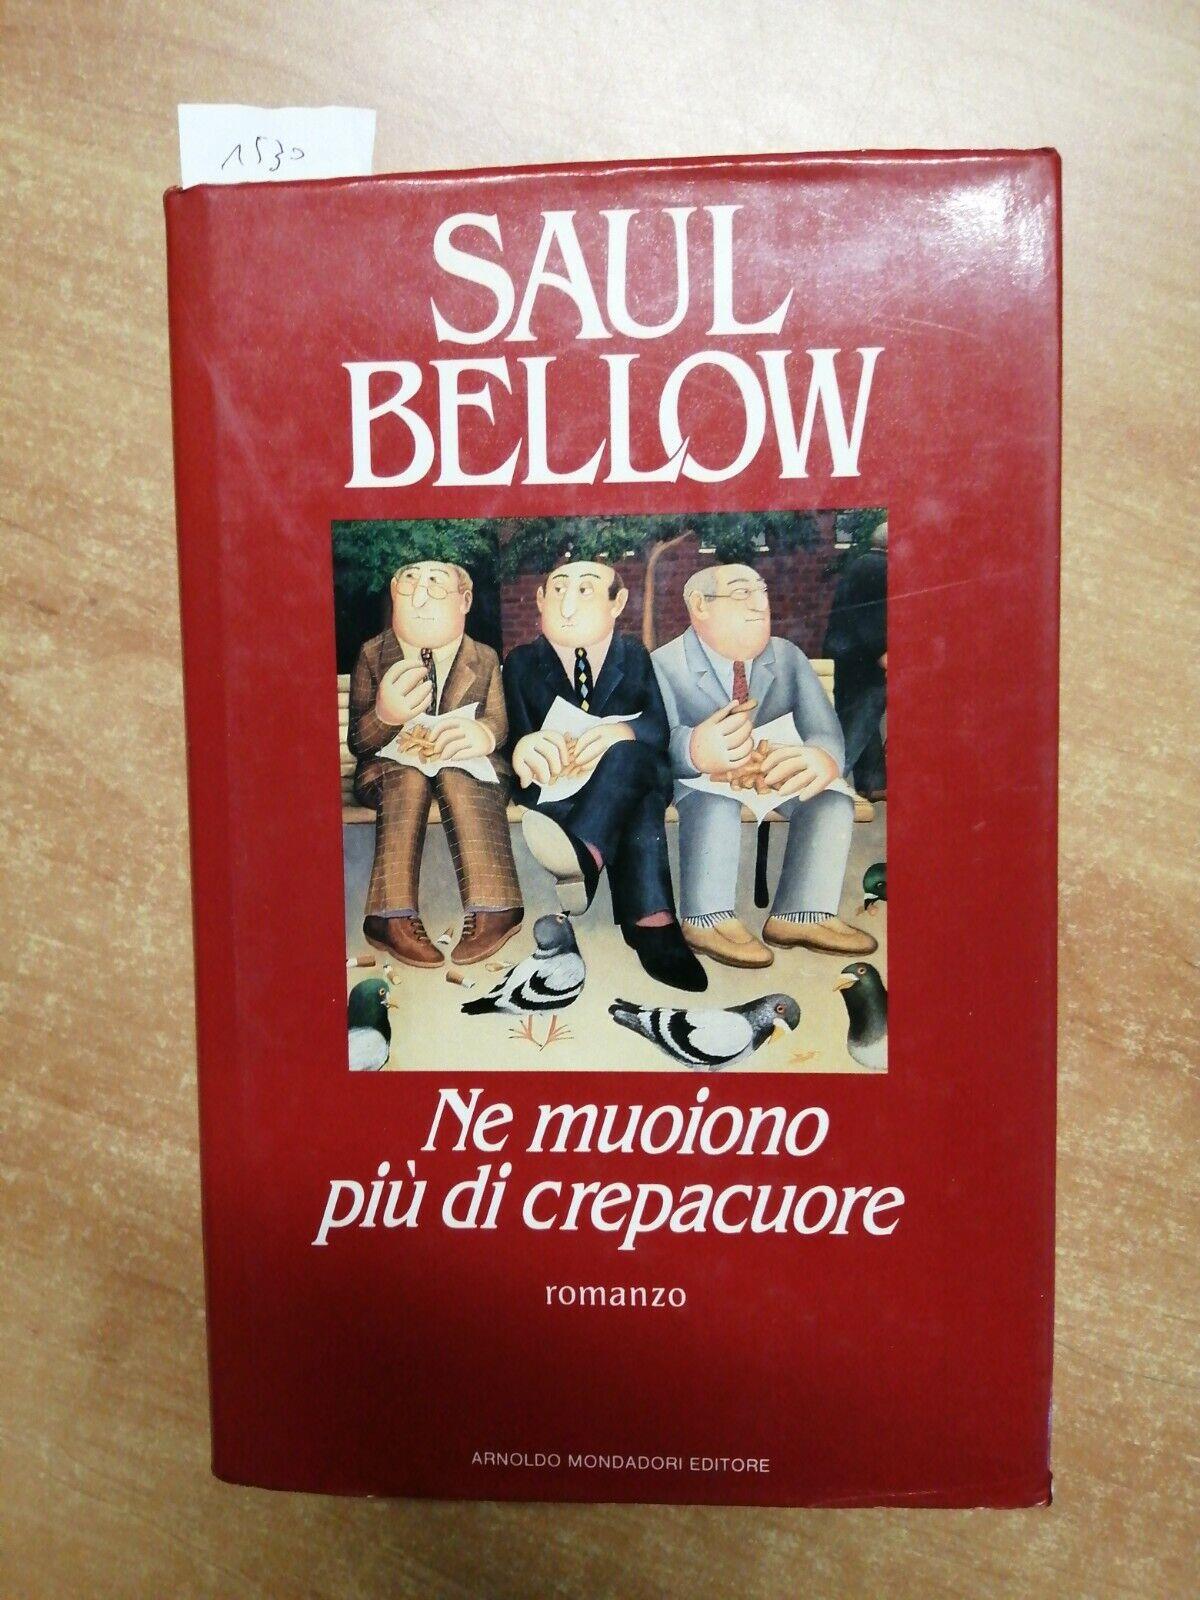 1530
SAUL
BELLOW
Ne muoiono
più di crepacuore
romanzo
ARNOLDO MONDADORI EDITORE